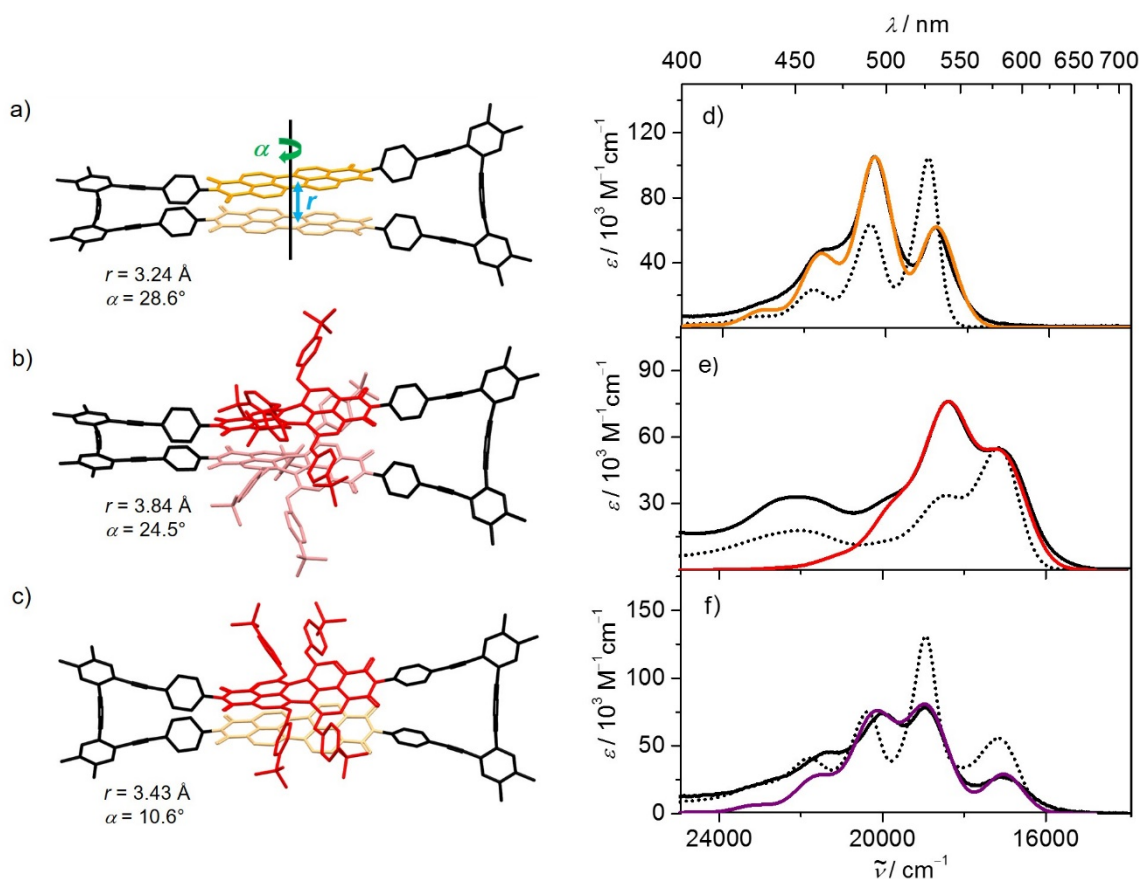 a)
α
r
r = 3.24 Å
α = 28.6°
b)
r = 3.84 Å
α = 24.5°
c)
r = 3.43 Å
α = 10.6°
λ / nm
400 450 500 550 600 650 700
d)
ε / 10³ M⁻¹cm⁻¹
120
80
40
e)
ε / 10³ M⁻¹cm⁻¹
90
60
30
f)
ε / 10³ M⁻¹cm⁻¹
150
100
50
0
24000 20000 16000
ṽ / cm⁻¹